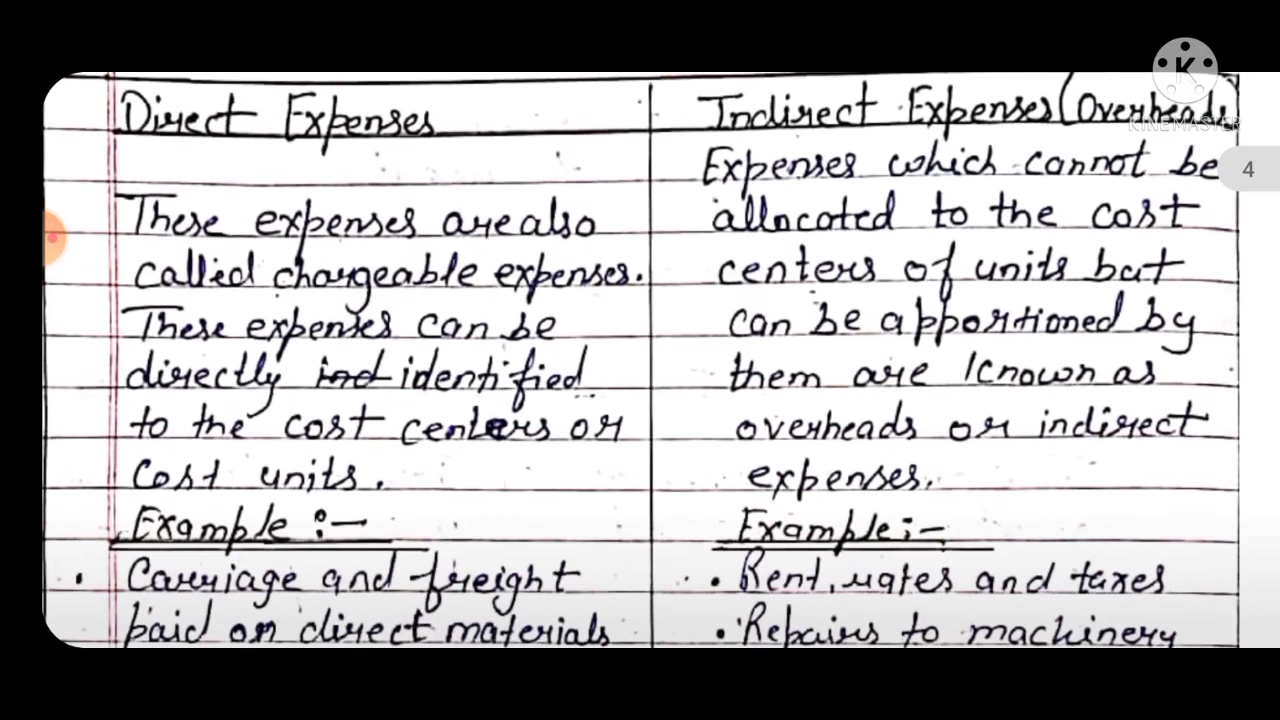 Direct Expenses
These expenses are also
called chargeable expenses.
These expenses can be
directly ind identified
to the cost centers or
cost units.
Example :-
• Carriage and freight
paid on direct materials
Indirect Expenses (Overheads
Expenses which cannot be
allocated to the cost
centers of units but
can be apportioned by
them are known as
overheads or indirect
expenses.
Example :-
• Rent, rates and taxes
• Repairs to machinery
K
KINEMASTER
4